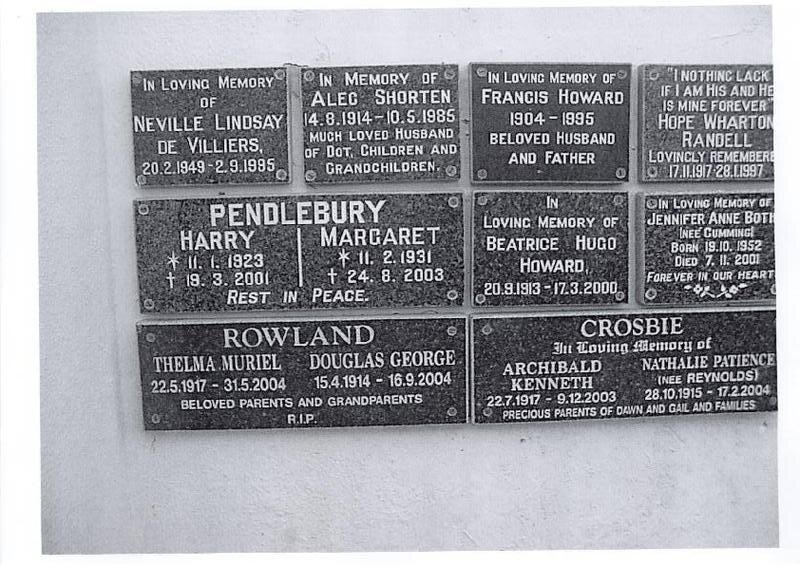 In Loving Memory
of
Neville Lindsay
de Villiers,
20.2.1949-2.9.1995
In Memory of
Alec Shorten
14.8.1914-10.5.1985
Much Loved Husband
of Dot, Children and
Grandchildren.
In Loving Memory of
Francis Howard
1904-1995
Beloved Husband
and Father
"I nothing lack
if I am His and He
is mine forever"
Hope Wharton
Randell
Lovingly Remembere
17.11.1917-28.1.1997
PENDLEBURY
HARRY
* 11. 1. 1923
† 19. 3. 2001
MARGARET
* 11. 2. 1931
† 24. 8. 2003
Rest in Peace.
In
Loving Memory of
Beatrice Hugo
Howard,
20.9.1913-17.3.2000
In Loving Memory of
Jennifer Anne Both
(nee Cumming)
Born 19.10.1952
Died 7.11.2001
Forever in our heart
ROWLAND
THELMA MURIEL
22.5.1917 - 31.5.2004
DOUGLAS GEORGE
15.4.1914 - 16.9.2004
BELOVED PARENTS AND GRANDPARENTS
R.I.P.
CROSBIE
In Loving Memory of
ARCHIBALD
KENNETH
22.7.1917 - 9.12.2003
NATHALIE PATIENCE
(NEE REYNOLDS)
28.10.1915 - 17.2.2004
PRECIOUS PARENTS OF DAWN AND GAIL AND FAMILIES